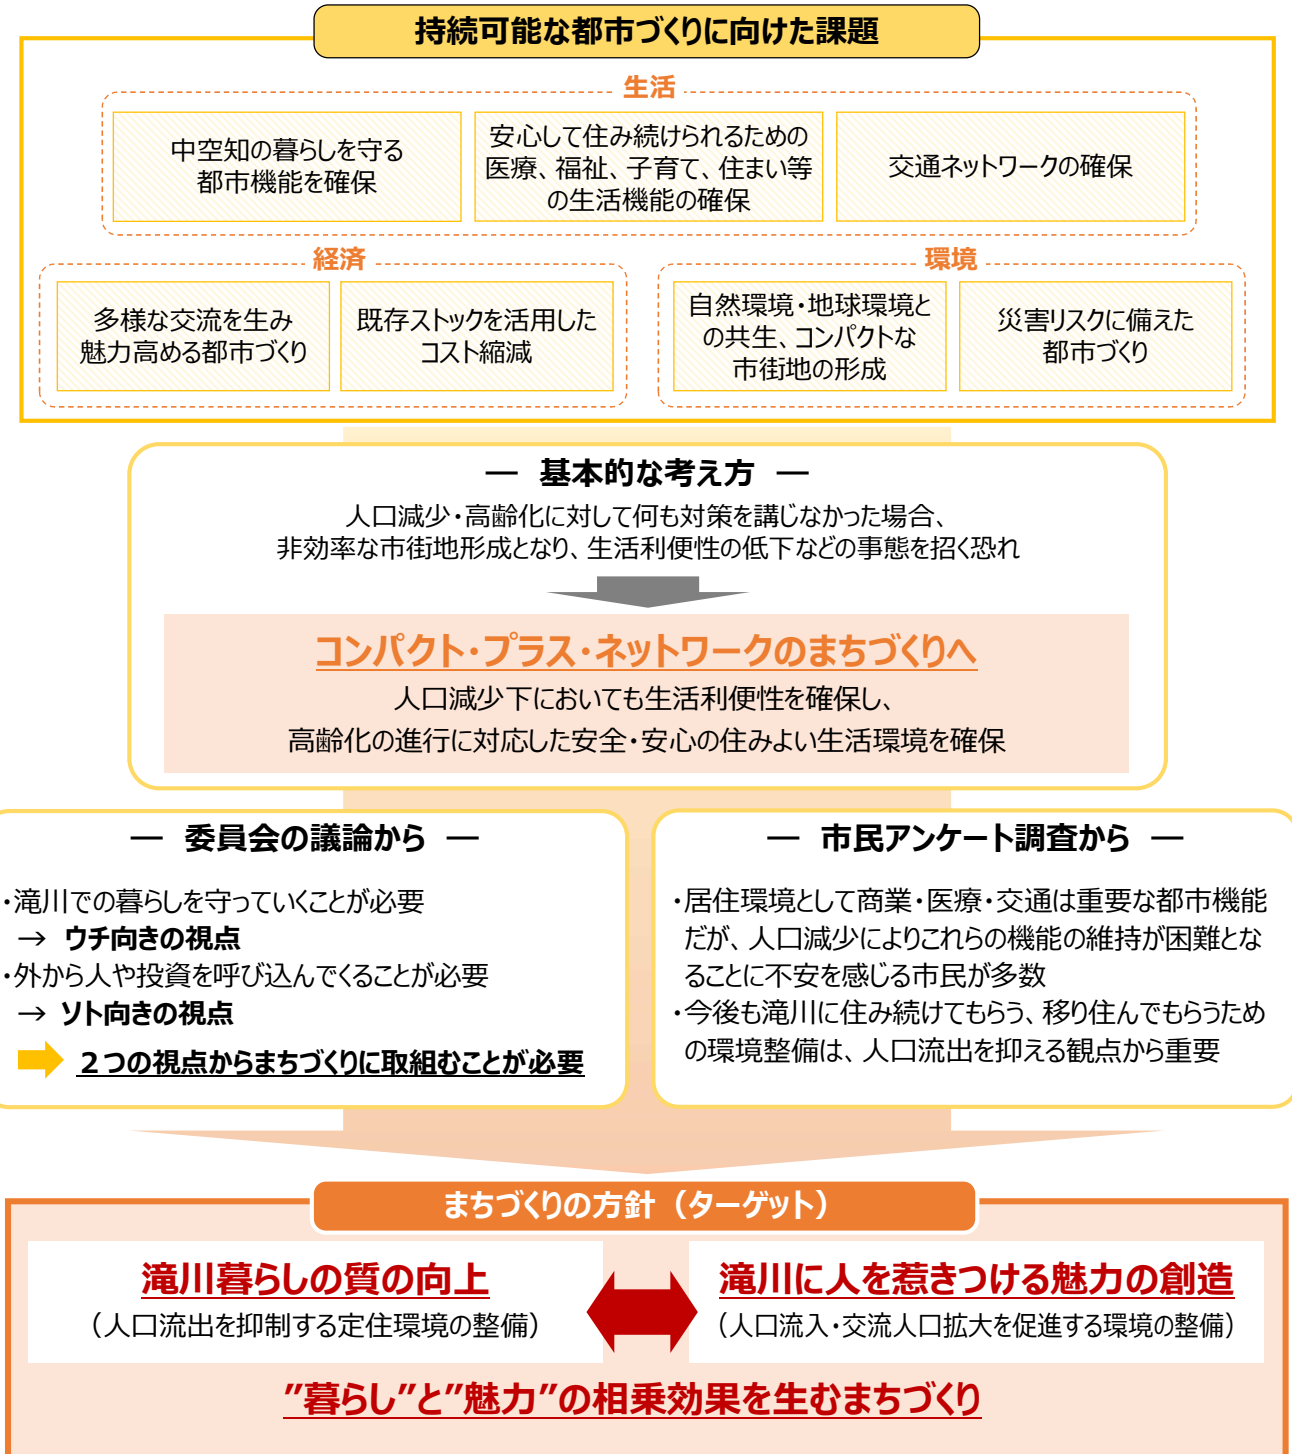 持続可能な都市づくりに向けた課題
生活
中空知の暮らしを守る
都市機能を確保
安心して住み続けられるための
医療、福祉、子育て、住まい等
の生活機能の確保
交通ネットワークの確保
経済
多様な交流を生み
魅力高める都市づくり
既存ストックを活用した
コスト縮減
環境
自然環境・地球環境と
の共生、コンパクトな
市街地の形成
災害リスクに備えた
都市づくり
― 基本的な考え方 ―
人口減少・高齢化に対して何も対策を講じなかった場合、
非効率な市街地形成となり、生活利便性の低下などの事態を招く恐れ
コンパクト・プラス・ネットワークのまちづくりへ
人口減少下においても生活利便性を確保し、
高齢化の進行に対応した安全・安心の住みよい生活環境を確保
― 委員会の議論から ―
・滝川での暮らしを守っていくことが必要
→ ウチ向きの視点
・外から人や投資を呼び込んでくることが必要
→ ソト向きの視点
２つの視点からまちづくりに取組むことが必要
― 市民アンケート調査から ―
・居住環境として商業・医療・交通は重要な都市機能
だが、人口減少によりこれらの機能の維持が困難とな
ることに不安を感じる市民が多数
・今後も滝川に住み続けてもらう、移り住んでもらうため
の環境整備は、人口流出を抑える観点から重要
まちづくりの方針（ターゲット）
滝川暮らしの質の向上
（人口流出を抑制する定住環境の整備）
滝川に人を惹きつける魅力の創造
（人口流入・交流人口拡大を促進する環境の整備）
”暮らし”と”魅力”の相乗効果を生むまちづくり